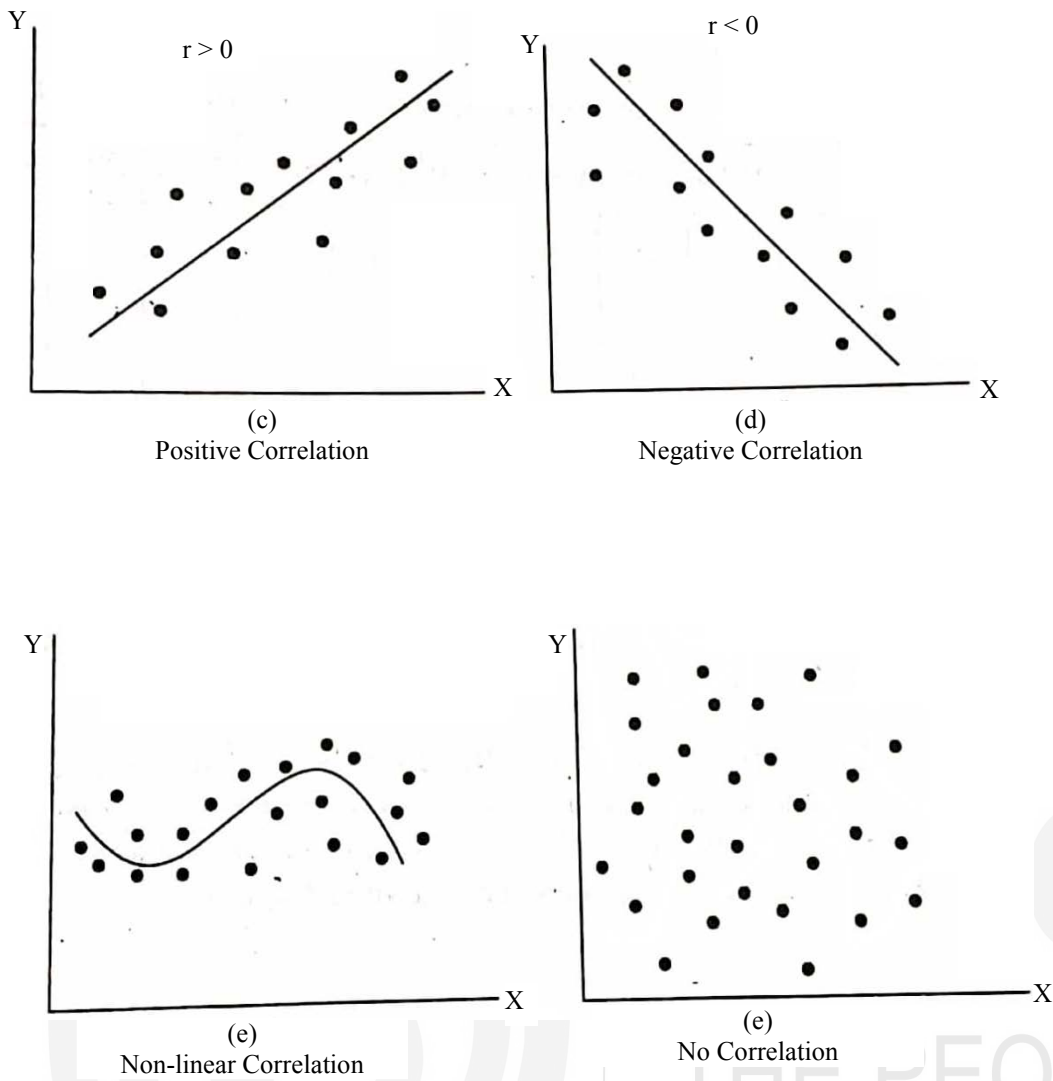 Y
r > 0
X
(c)
Positive Correlation
r < 0
Y
X
(d)
Negative Correlation
Y
X
(e)
Non-linear Correlation
Y
X
(e)
No Correlation